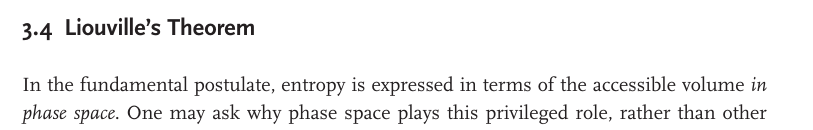 3.4 Liouville’s Theorem
In the fundamental postulate, entropy is expressed in terms of the accessible volume in
phase space. One may ask why phase space plays this privileged role, rather than other